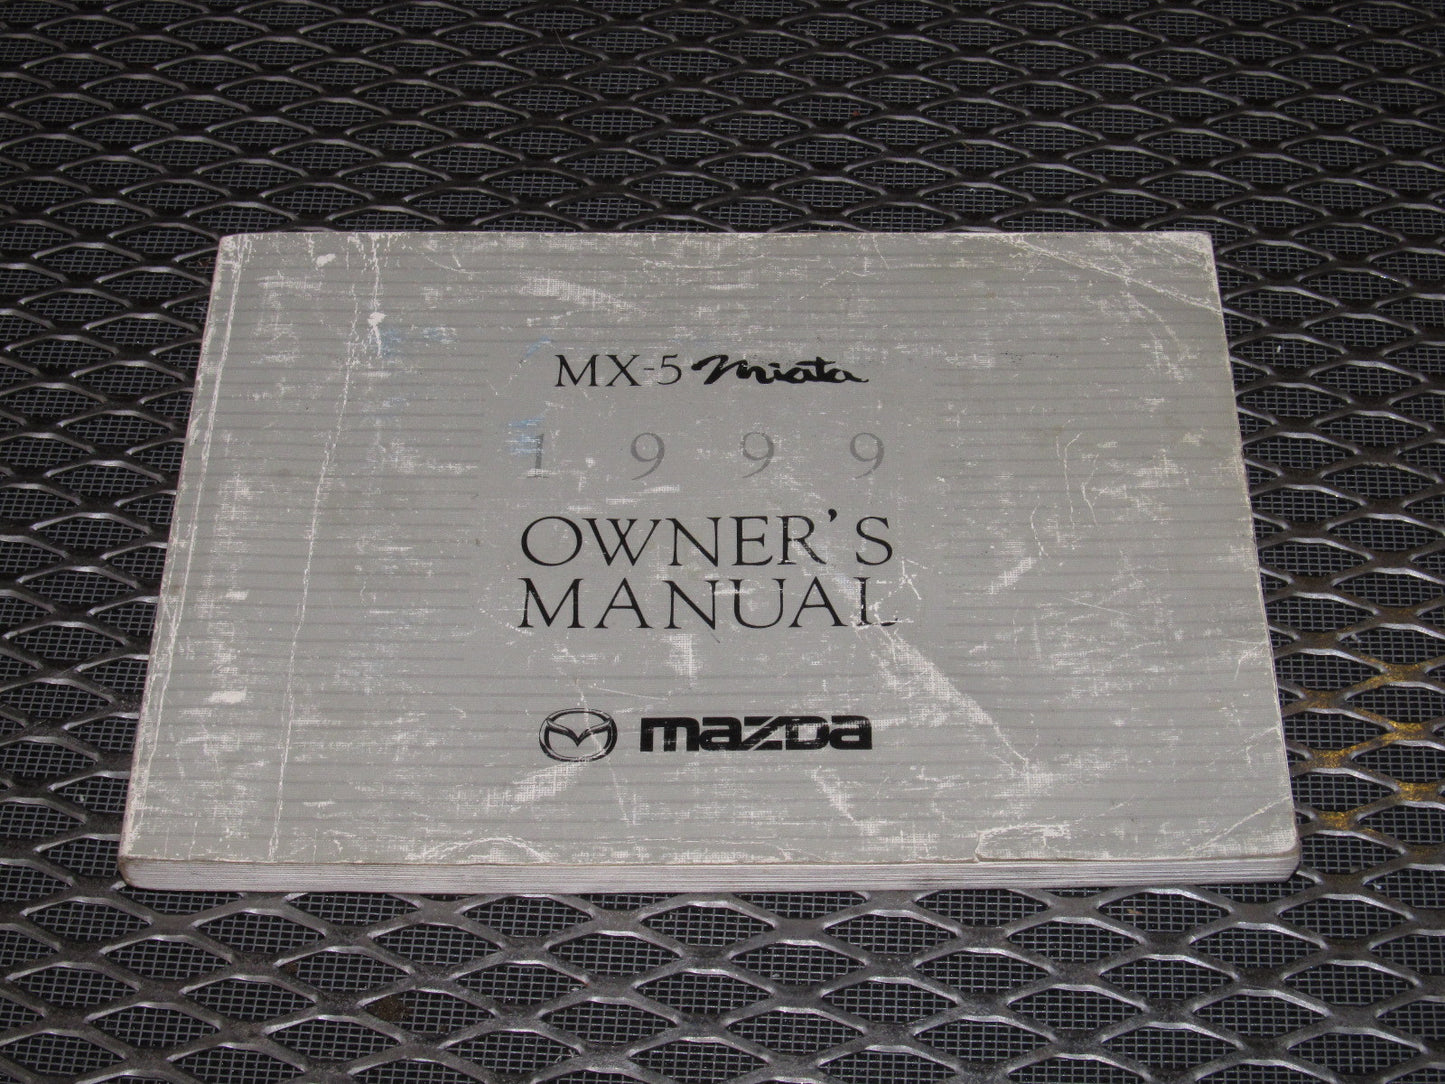 MX-5 Miata
1999
OWNER'S
MANUAL
mazda